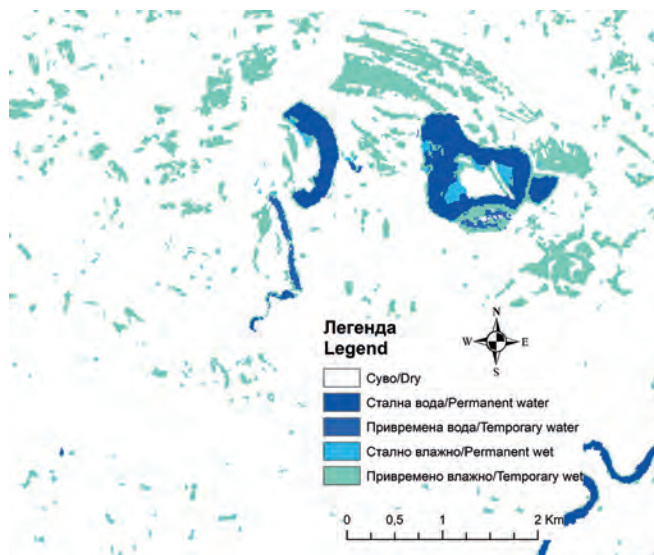 Легенда
Legend
N
W E
S
Суво/Dry
Стална вода/Permanent water
Привремена вода/Temporary water
Стално влажно/Permanent wet
Привремено влажно/Temporary wet
0 0,5 1 2 Km